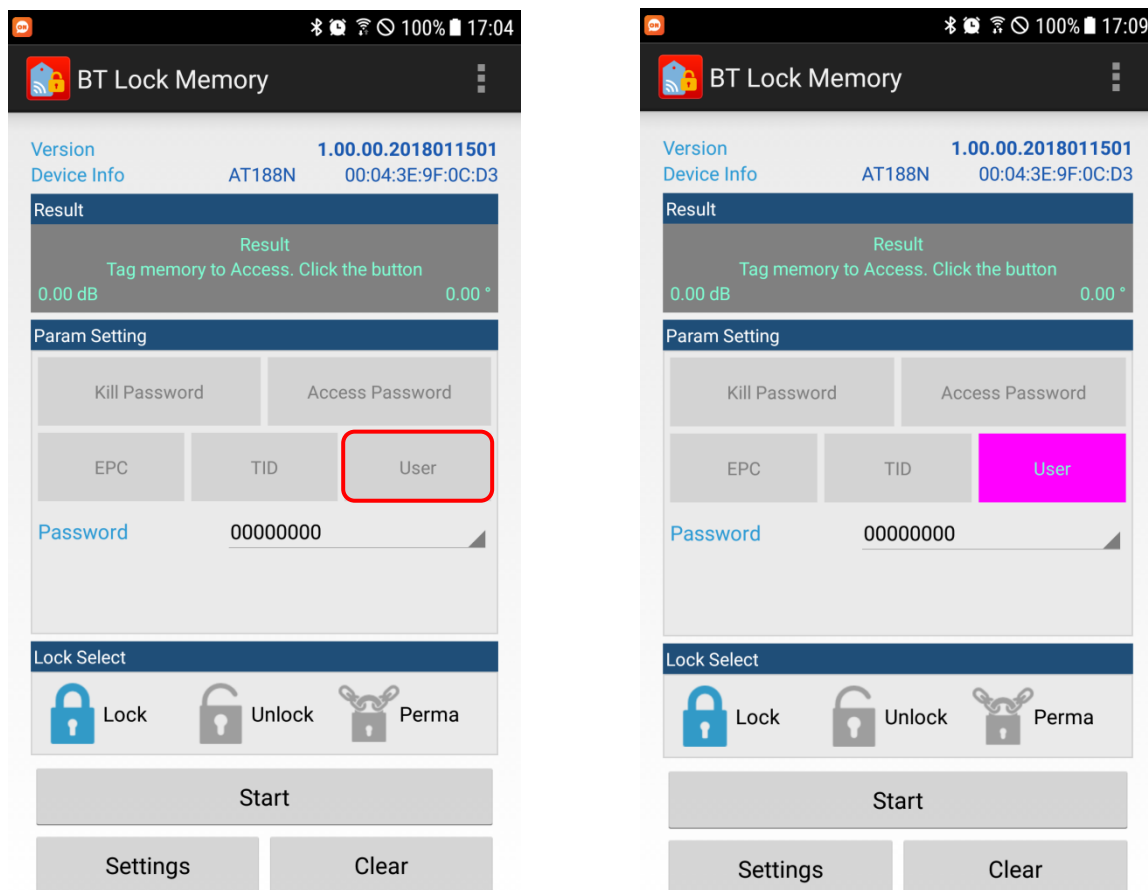 100% 17:04
BT Lock Memory
Version 1.00.00.2018011501
Device Info AT188N 00:04:3E:9F:0C:D3
Result
Result
Tag memory to Access. Click the button
0.00 dB 0.00 °
Param Setting
Kill Password Access Password
EPC TID User
Password 00000000
Lock Select
Lock Unlock Perma
Start
Settings Clear
100% 17:09
BT Lock Memory
Version 1.00.00.2018011501
Device Info AT188N 00:04:3E:9F:0C:D3
Result
Result
Tag memory to Access. Click the button
0.00 dB 0.00 °
Param Setting
Kill Password Access Password
EPC TID User
Password 00000000
Lock Select
Lock Unlock Perma
Start
Settings Clear